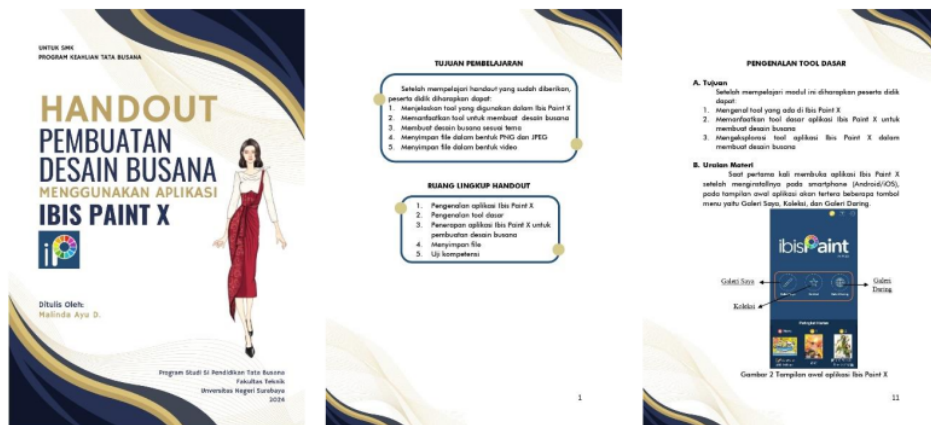 UNTUK SMK
PROGRAM KEAHLIAN TATA BUSANA
HANDOUT
PEMBUATAN
DESAIN BUSANA
MENGGUNAKAN APLIKASI
IBIS PAINT X
iP
Ditulis Oleh:
Malinda Ayu D.
Program Studi S1 Pendidikan Tata Busana
Fakultas Teknik
Unversitas Negeri Surabaya
2024
TUJUAN PEMBELAJARAN
Setelah mempelajari handout yang sudah diberikan,
peserta didik diharapkan dapat:
1. Menjelaskan tool yang digunakan dalam Ibis Paint X
2. Memanfaatkan tool untuk membuat desain busana
3. Membuat desain busana sesuai tema
4. Menyimpan file dalam bentuk PNG dan JPEG
5. Menyimpan file dalam bentuk video
RUANG LINGKUP HANDOUT
1. Pengenalan aplikasi Ibis Paint X
2. Pengenalan tool dasar
3. Penerapan aplikasi Ibis Paint X untuk
pembuatan desain busana
4. Menyimpan file
5. Uji kompetensi
1
PENGENALAN TOOL DASAR
A. Tujuan
Setelah mempelajari modul ini diharapkan peserta didik
dapat:
1. Mengenal tool yang ada di Ibis Paint X
2. Memanfaatkan tool dasar aplikasi Ibis Paint X untuk
membuat desain busana
3. Mengeksplorasi tool aplikasi Ibis Paint X dalam
membuat desain busana
B. Uraian Materi
Saat pertama kali membuka aplikasi Ibis Paint X
setelah menginstallnya pada smartphone (Android/iOS),
pada tampilan awal aplikasi akan tertera beberapa tombol
menu yaitu Galeri Saya, Koleksi, dan Galeri Daring.
ibisPaint
Galeri Saya
Galeri
Daring
Koleksi
Gambar 2 Tampilan awal aplikasi Ibis Paint X
11